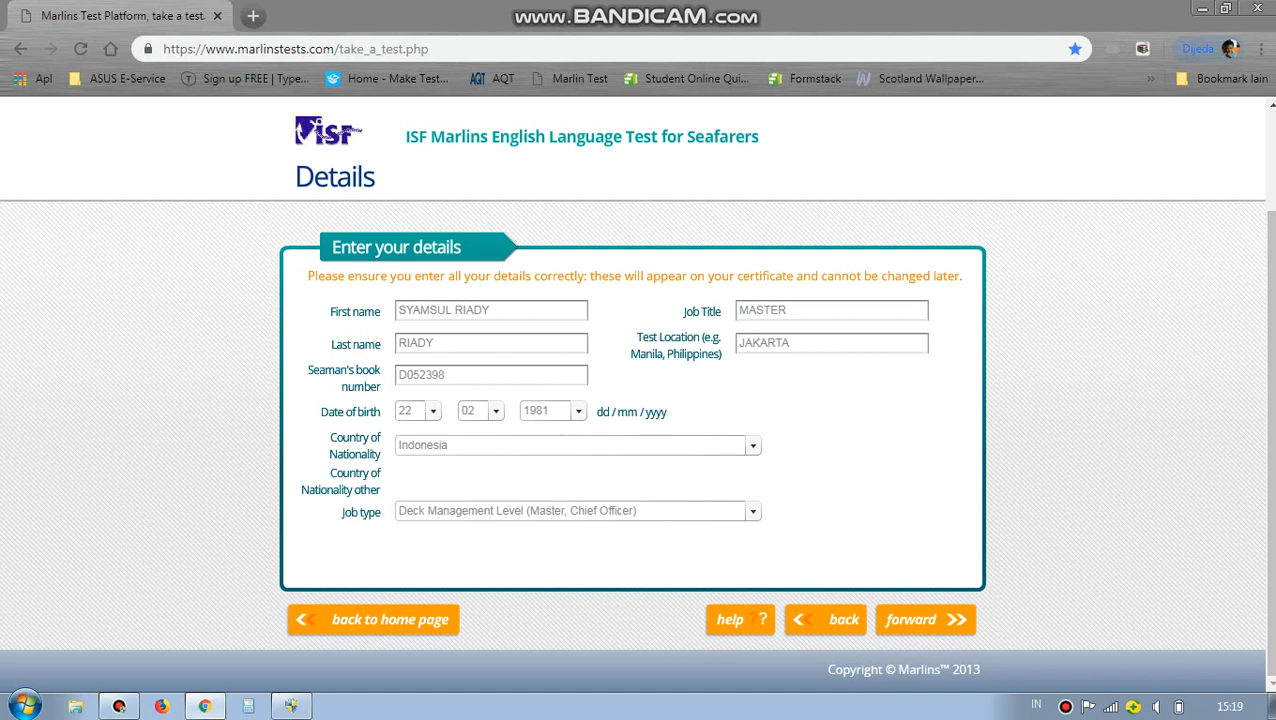 www.BANDICAM.com
Marlins Test Platform, take a test.
https://www.marlinstests.com/take_a_test.php
Dijeda
Apl
ASUS E-Service
Sign up FREE | Type...
Home - Make Test...
AQT
AQT
Marlin Test
Student Online Qui...
Formstack
Scotland Wallpaper...
»
Bookmark lain
ISF
ISF Marlins English Language Test for Seafarers
Details
Enter your details
Please ensure you enter all your details correctly: these will appear on your certificate and cannot be changed later.
First name SYAMSUL RIADY
Job Title MASTER
Last name RIADY
Test Location (e.g.
Manila, Philippines) JAKARTA
Seaman's book
number D052398
Date of birth 22 02 1981 dd / mm / yyyy
Country of
Nationality Indonesia
Country of
Nationality other
Job type Deck Management Level (Master, Chief Officer)
back to home page
help ??
back
forward
Copyright © Marlins™ 2013
IN
15:19